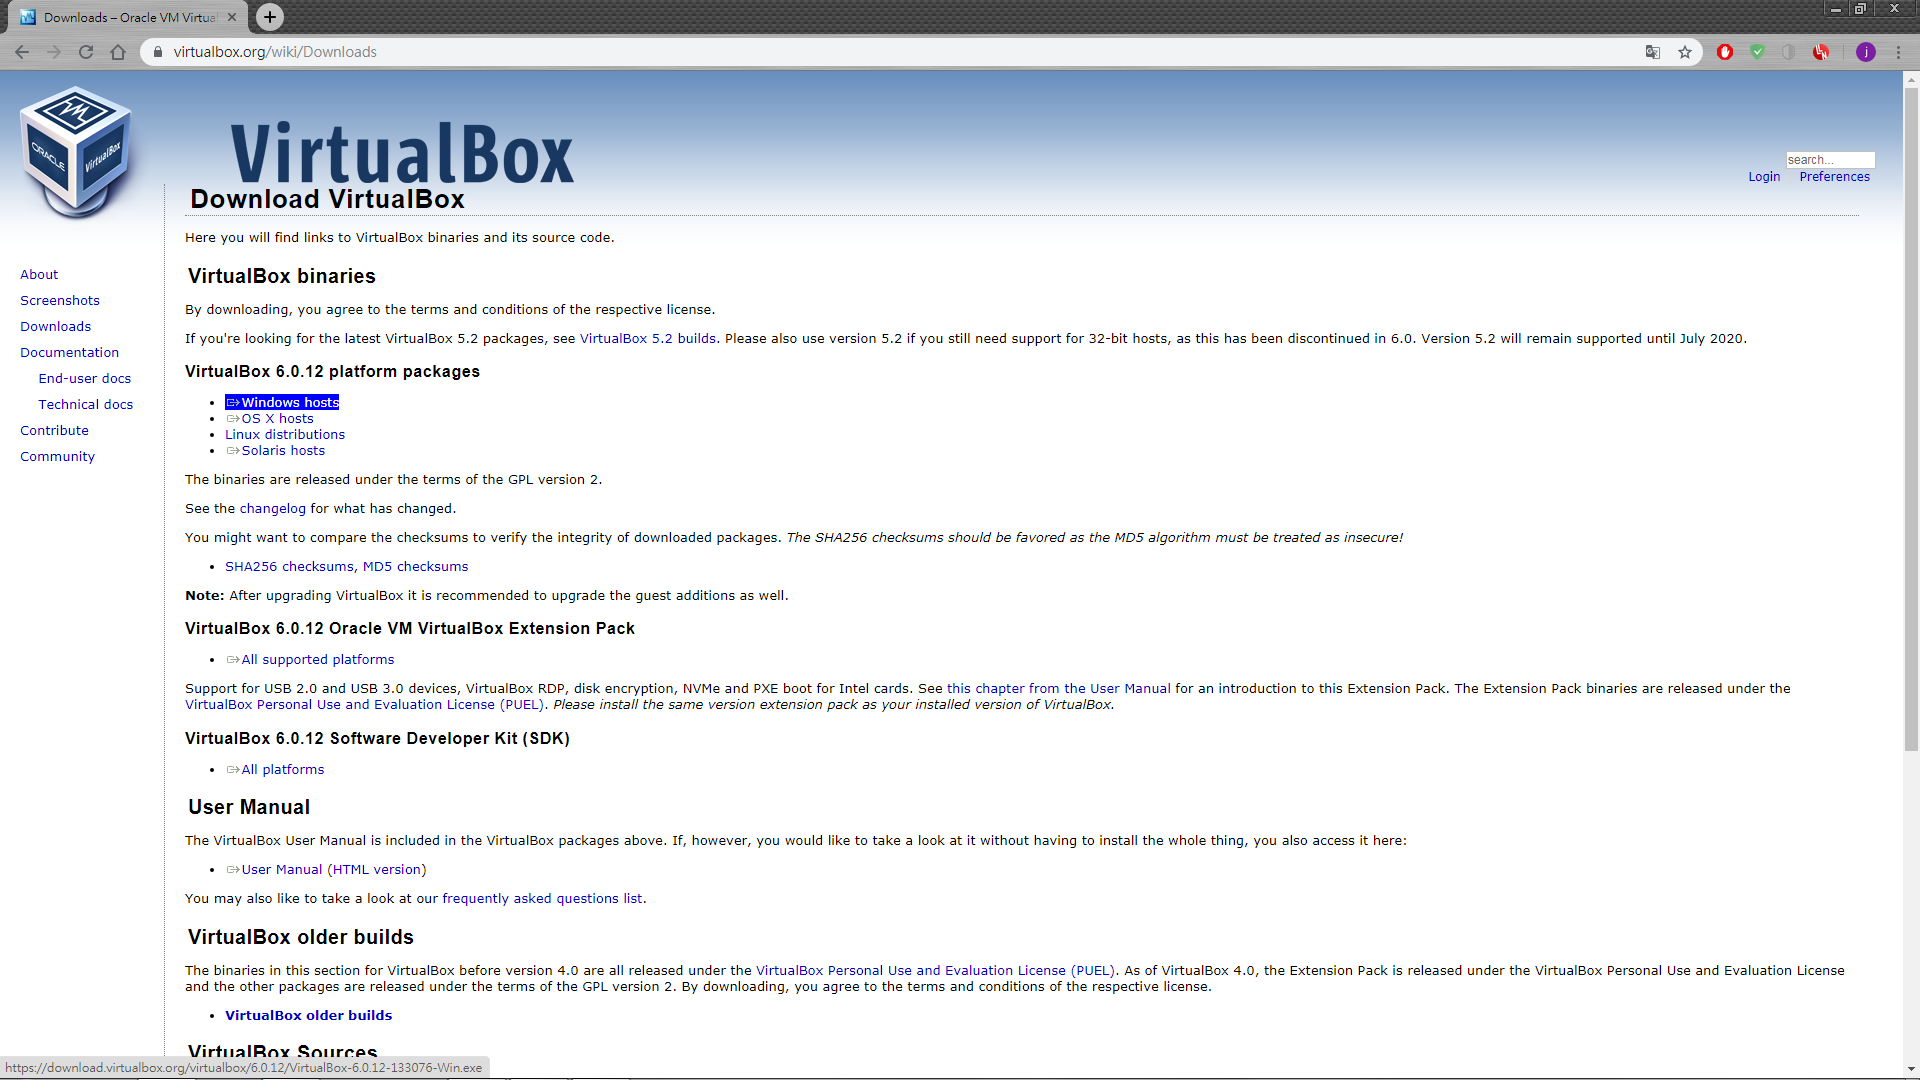 Downloads – Oracle VM Virtua
virtualbox.org/wiki/Downloads
j
ORACLE
VirtualBox
VirtualBox
search...
Login Preferences
Download VirtualBox
Here you will find links to VirtualBox binaries and its source code.
About
Screenshots
Downloads
Documentation
End-user docs
Technical docs
Contribute
Community
VirtualBox binaries
By downloading, you agree to the terms and conditions of the respective license.
If you're looking for the latest VirtualBox 5.2 packages, see VirtualBox 5.2 builds. Please also use version 5.2 if you still need support for 32-bit hosts, as this has been discontinued in 6.0. Version 5.2 will remain supported until July 2020.
VirtualBox 6.0.12 platform packages
Windows hosts
OS X hosts
Linux distributions
Solaris hosts
The binaries are released under the terms of the GPL version 2.
See the changelog for what has changed.
You might want to compare the checksums to verify the integrity of downloaded packages. The SHA256 checksums should be favored as the MD5 algorithm must be treated as insecure!
SHA256 checksums, MD5 checksums
Note: After upgrading VirtualBox it is recommended to upgrade the guest additions as well.
VirtualBox 6.0.12 Oracle VM VirtualBox Extension Pack
All supported platforms
Support for USB 2.0 and USB 3.0 devices, VirtualBox RDP, disk encryption, NVMe and PXE boot for Intel cards. See this chapter from the User Manual for an introduction to this Extension Pack. The Extension Pack binaries are released under the
VirtualBox Personal Use and Evaluation License (PUEL). Please install the same version extension pack as your installed version of VirtualBox.
VirtualBox 6.0.12 Software Developer Kit (SDK)
All platforms
User Manual
The VirtualBox User Manual is included in the VirtualBox packages above. If, however, you would like to take a look at it without having to install the whole thing, you also access it here:
User Manual (HTML version)
You may also like to take a look at our frequently asked questions list.
VirtualBox older builds
The binaries in this section for VirtualBox before version 4.0 are all released under the VirtualBox Personal Use and Evaluation License (PUEL). As of VirtualBox 4.0, the Extension Pack is released under the VirtualBox Personal Use and Evaluation License
and the other packages are released under the terms of the GPL version 2. By downloading, you agree to the terms and conditions of the respective license.
VirtualBox older builds
VirtualBox Sources
https://download.virtualbox.org/virtualbox/6.0.12/VirtualBox-6.0.12-133076-Win.exe